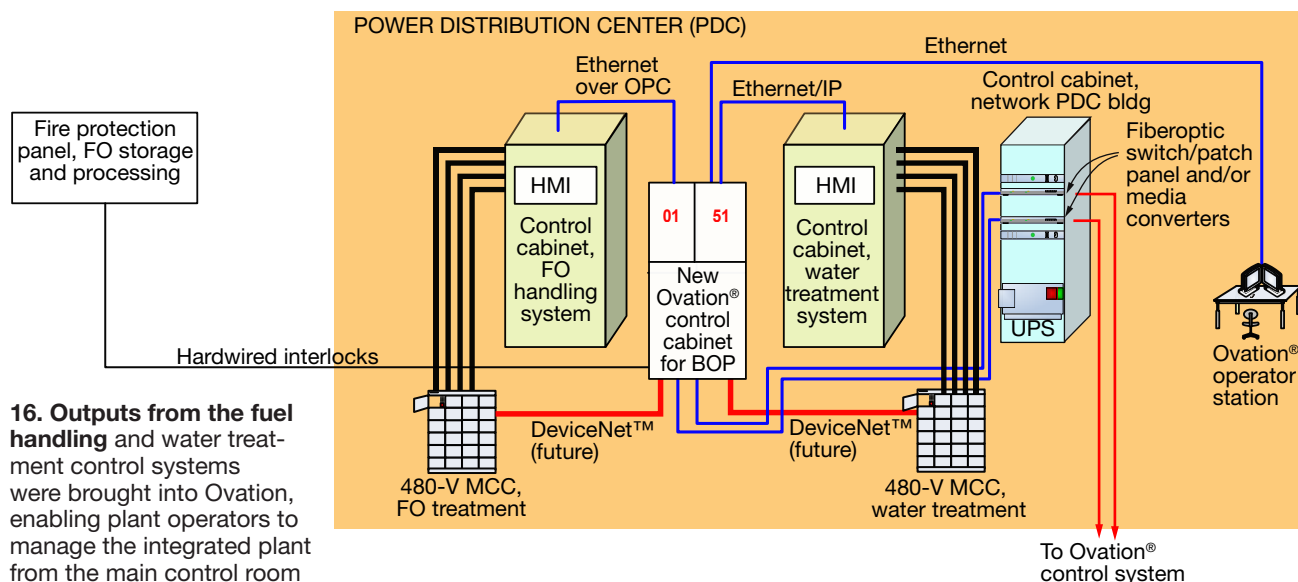 POWER DISTRIBUTION CENTER (PDC)
Ethernet
Ethernet
over OPC
Ethernet/IP
Control cabinet,
network PDC bldg
Fire protection
panel, FO storage
and processing
Fiberoptic
switch/patch
panel and/or
media
converters
HMI
Control
cabinet,
FO
handling
system
01
51
New
Ovation®
control
cabinet
for BOP
HMI
Control
cabinet,
water
treatment
system
UPS
Ovation®
operator
station
Hardwired interlocks
DeviceNet™
(future)
DeviceNet™
(future)
480-V MCC,
FO treatment
480-V MCC,
water treatment
To Ovation®
control system
16. Outputs from the fuel
handling and water treat-
ment control systems
were brought into Ovation,
enabling plant operators to
manage the integrated plant
from the main control room